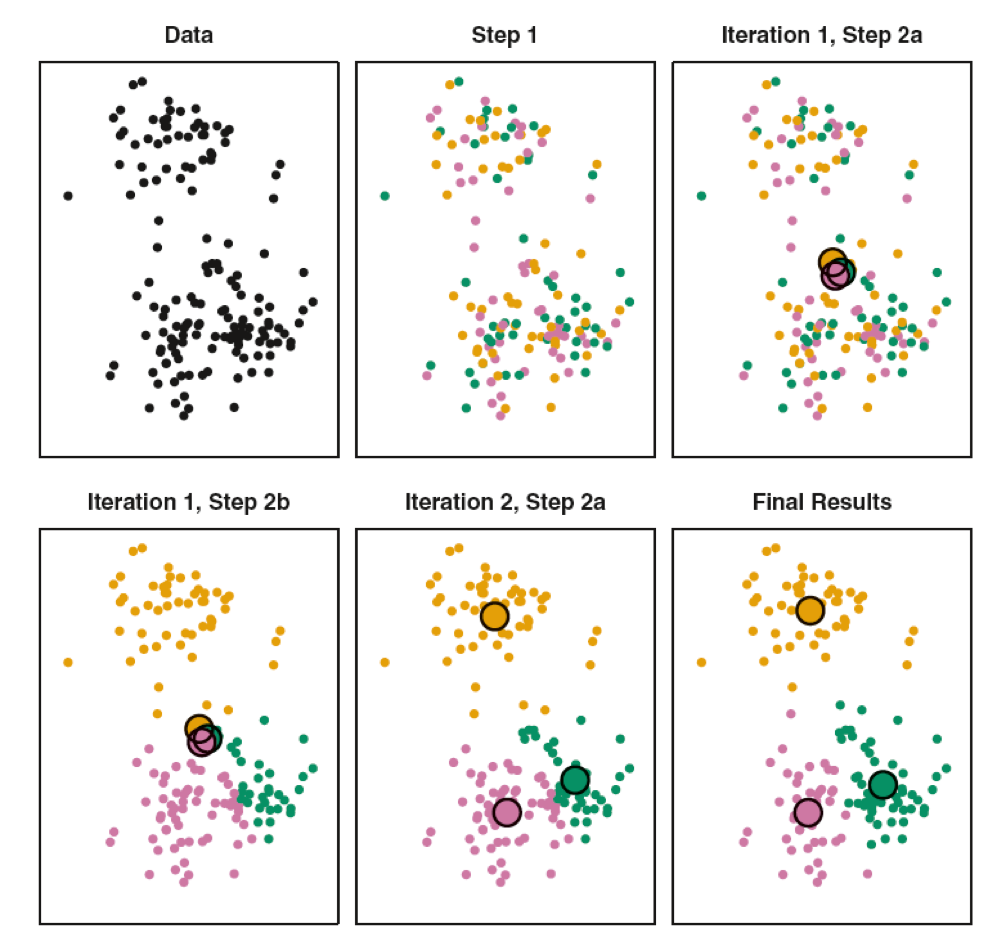 Data
Step 1
Iteration 1, Step 2a
Iteration 1, Step 2b
Iteration 2, Step 2a
Final Results